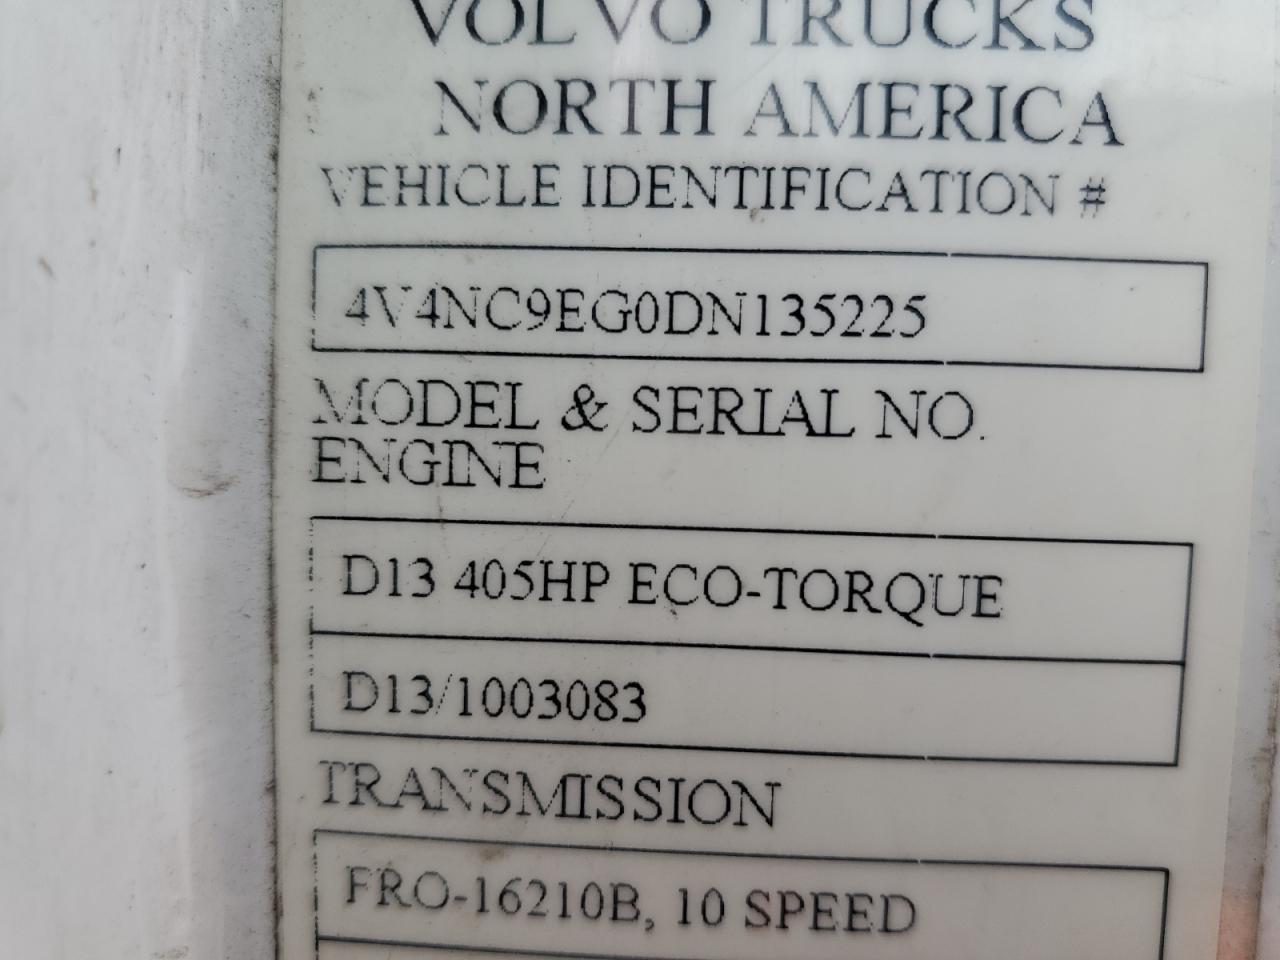 VOLVO TRUCKS
NORTH AMERICA
VEHICLE IDENTIFICATION #
4V4NC9EG0DN135225
MODEL & SERIAL NO.
ENGINE
D13 405HP ECO-TORQUE
D13/1003083
TRANSMISSION
FRO-16210B, 10 SPEED